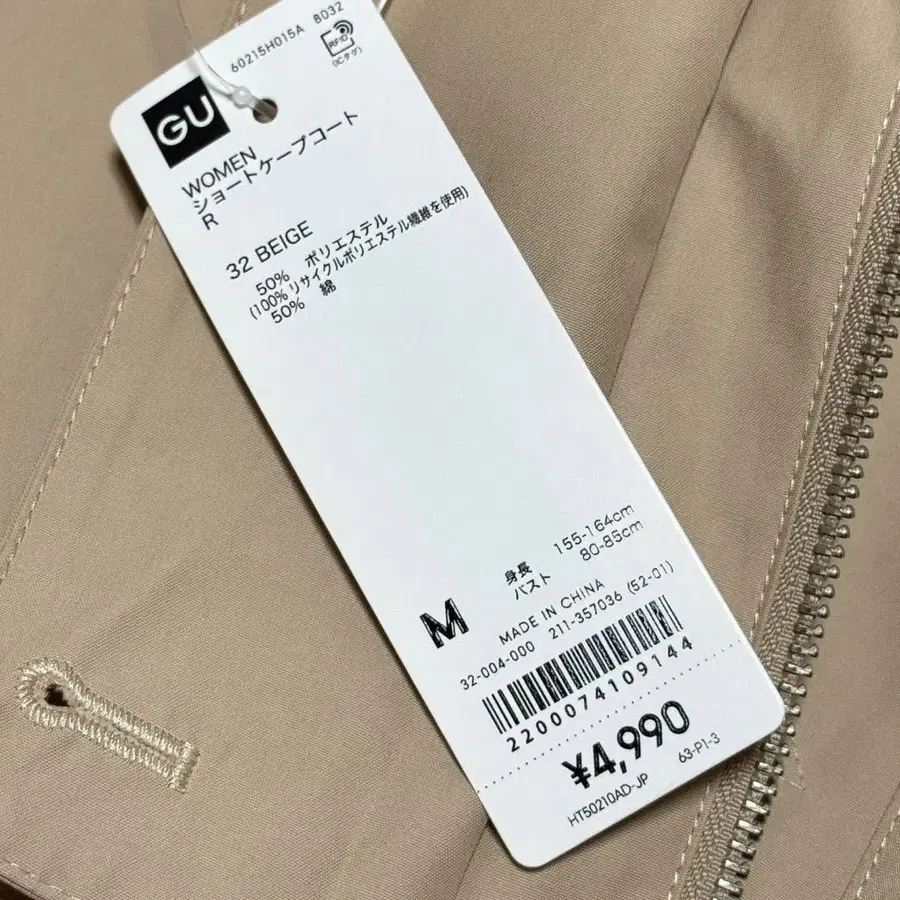 60215H015A 8032
RFID
(ICタグ)
GU
WOMEN
ショートケープコート
R
32 BEIGE
50% ポリエステル
(100%リサイクルポリエステル繊維を使用)
50% 綿
M
身長 155-164cm
バスト 80-85cm
MADE IN CHINA
32-004-000 211-357036 (52-01)
2200074109144
¥4,990
HT50210AD-JP 63-P1-3